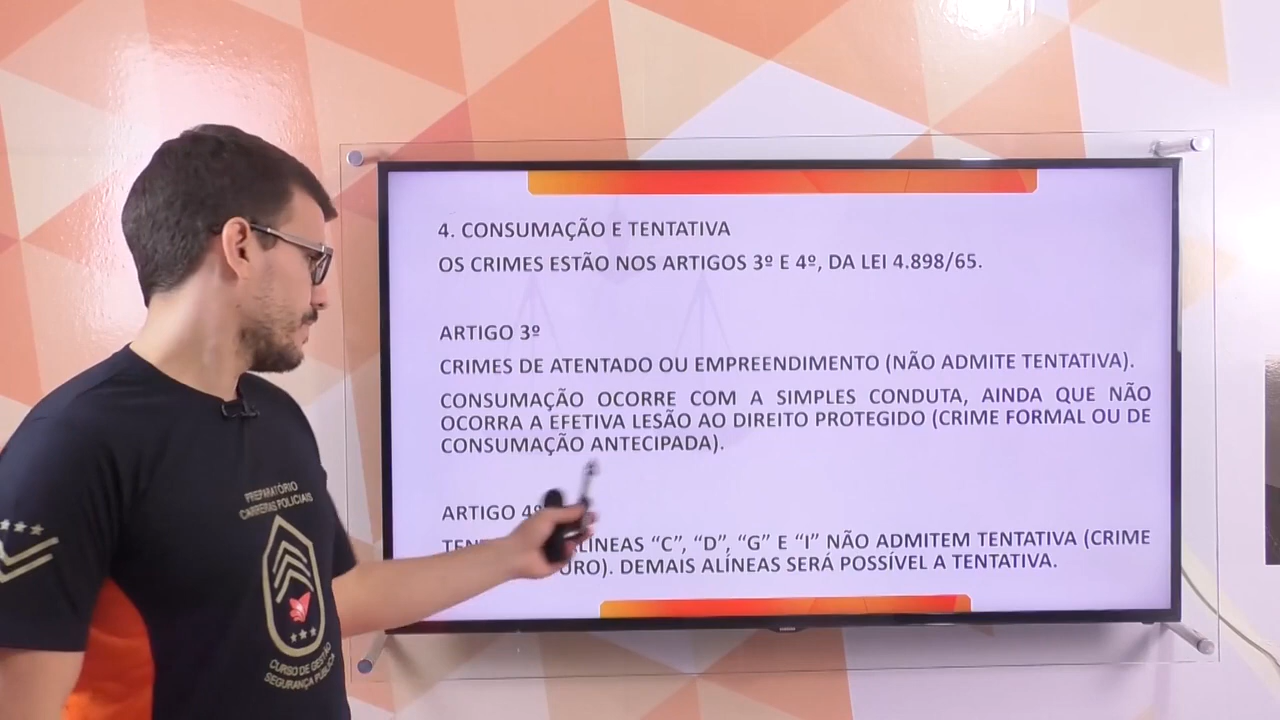 4. CONSUMAÇÃO E TENTATIVA
OS CRIMES ESTÃO NOS ARTIGOS 3º E 4º, DA LEI 4.898/65.
ARTIGO 3º
CRIMES DE ATENTADO OU EMPREENDIMENTO (NÃO ADMITE TENTATIVA).
CONSUMAÇÃO OCORRE COM A SIMPLES CONDUTA, AINDA QUE NÃO
OCORRA A EFETIVA LESÃO AO DIREITO PROTEGIDO (CRIME FORMAL OU DE
CONSUMAÇÃO ANTECIPADA).
ARTIGO 4º
ALÍNEAS “C”, “D”, “G” E “I” NÃO ADMITEM TENTATIVA (CRIME
DEMAIS ALÍNEAS SERÁ POSSÍVEL A TENTATIVA.
PREPARATÓRIO
CARREIRAS POLICIAIS
CURSO DE GESTÃO
SEGURANÇA PÚBLICA